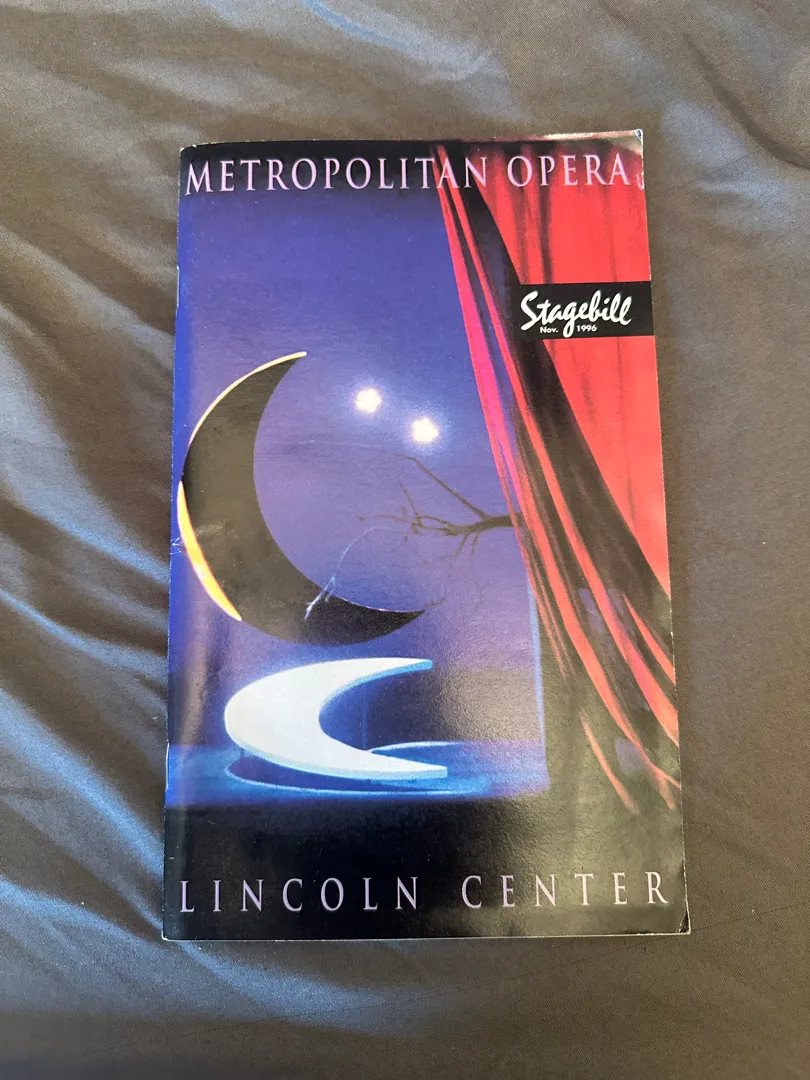 METROPOLITAN OPERA
Stagebill
Nov. 1996
LINCOLN CENTER